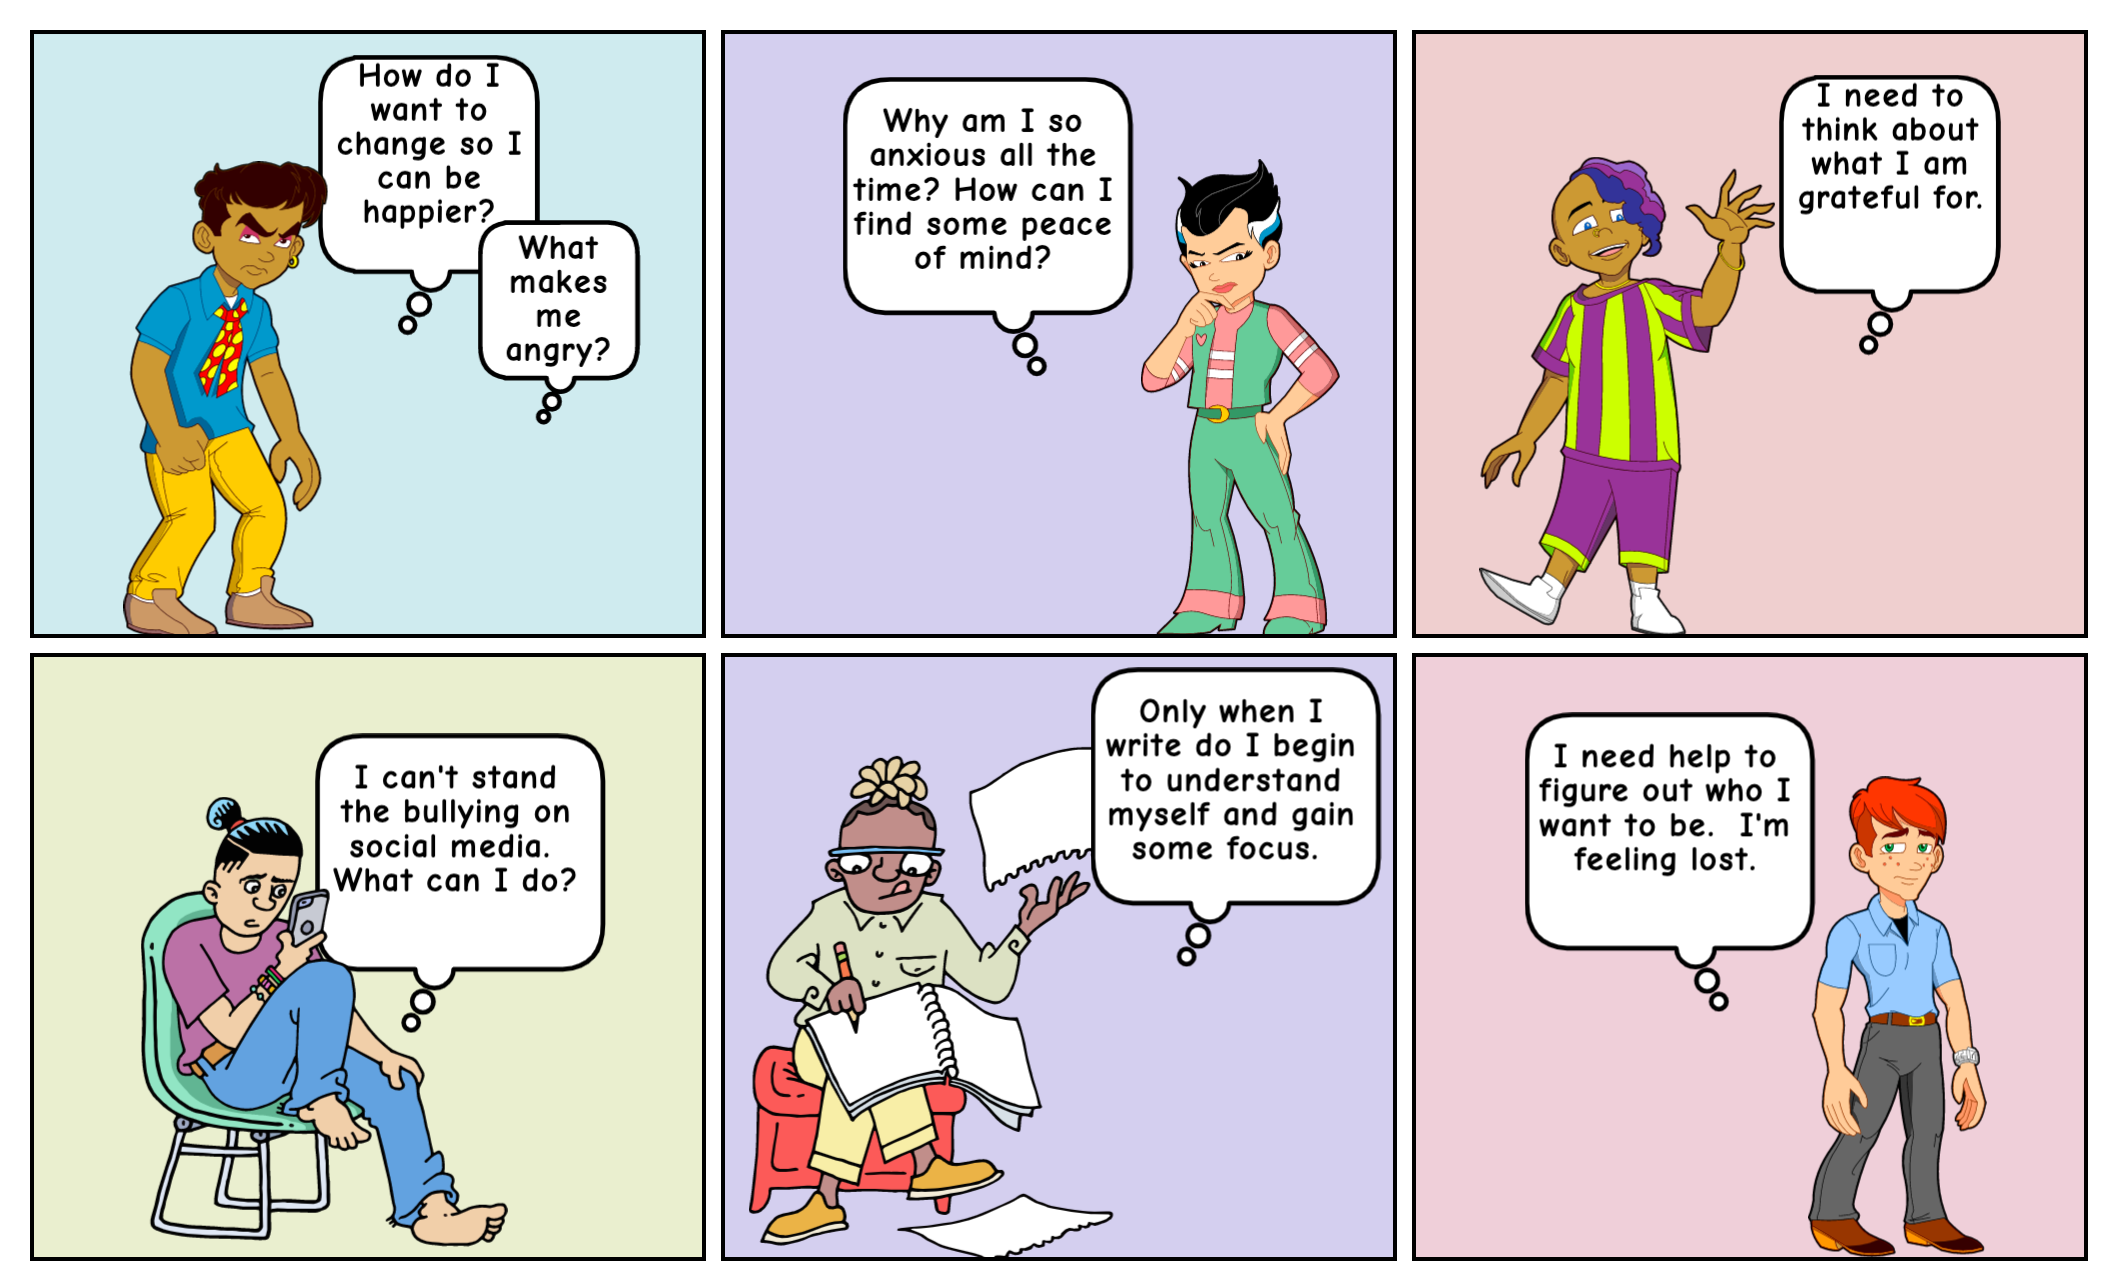 How do I
want to
change so I
can be
happier?
What
makes
me
angry?
Why am I so
anxious all the
time? How can I
find some peace
of mind?
I need to
think about
what I am
grateful for.
I can't stand
the bullying on
social media.
What can I do?
Only when I
write do I begin
to understand
myself and gain
some focus.
I need help to
figure out who I
want to be.  I'm
feeling lost.